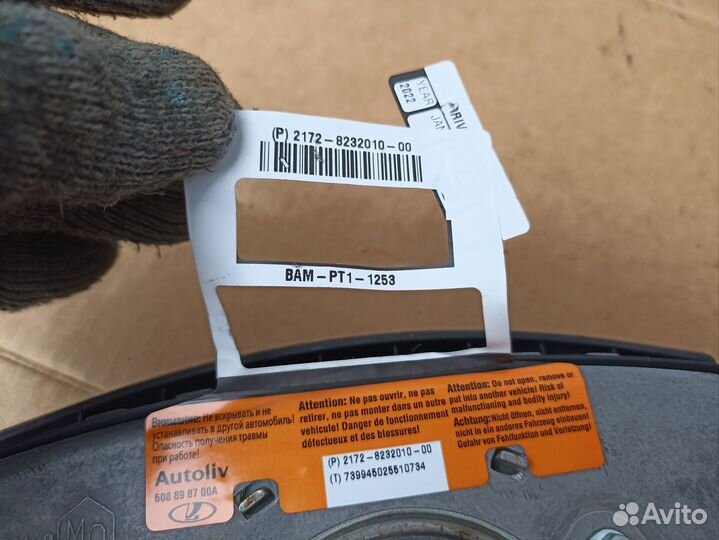 YEAR
2022
JAN
(P) 2172-8232010-00
BAM-PT1-1253
Внимание: Не вскрывать и не
устанавливать в другой автомобиль!
Опасность получения травмы
при работе!
Autoliv
608 89 87 00A
Attention: Ne pas ouvrir, ne pas
retirer, ne pas monter dans un autre
vehicule! Danger de fonctionnement
défectueux et des blessures!
(P) 2172-8232010-00
(T) 739945025510734
Attention: Do not open, remove or
put into another vehicle! Risk of
malfunctioning and bodily injury!
Achtung: Nicht öffnen, nicht entfernen,
nicht in ein anderes Fahrzeug einbauen!
Gefahr von Fehlfunktion und Verletzung!
Avito